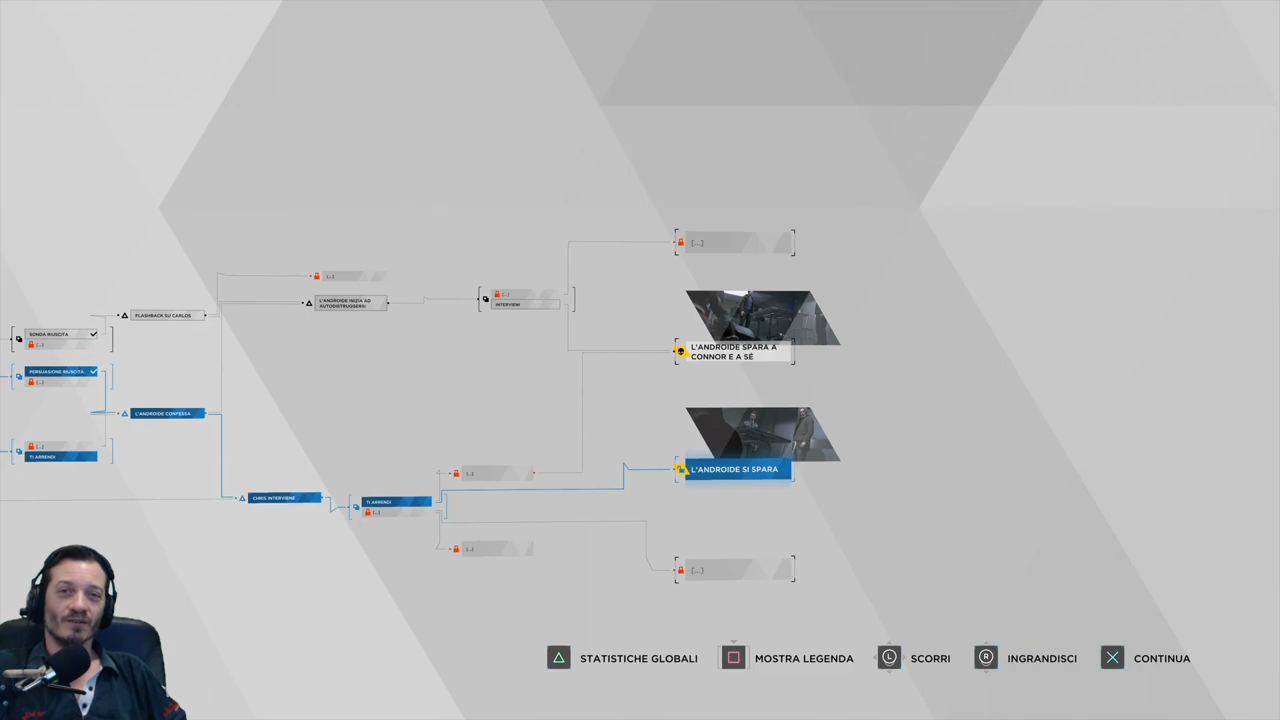 [...]
[...]
L'ANDROIDE INIZIA AD
AUTODISTRUGGERSI
[...]
INTERVIENI
FLASHBACK SU CARLOS
SONDA RIUSCITA
[...]
L'ANDROIDE SPARA A
CONNOR E A SÉ
PERSUASIONE RIUSCITA
[...]
L'ANDROIDE CONFESSA
[...]
TI ARRENDI
[...]
L'ANDROIDE SI SPARA
CHRIS INTERVIENE
TI ARRENDI
[...]
[...]
[...]
STATISTICHE GLOBALI
MOSTRA LEGENDA
L
SCORRI
R
INGRANDISCI
CONTINUA